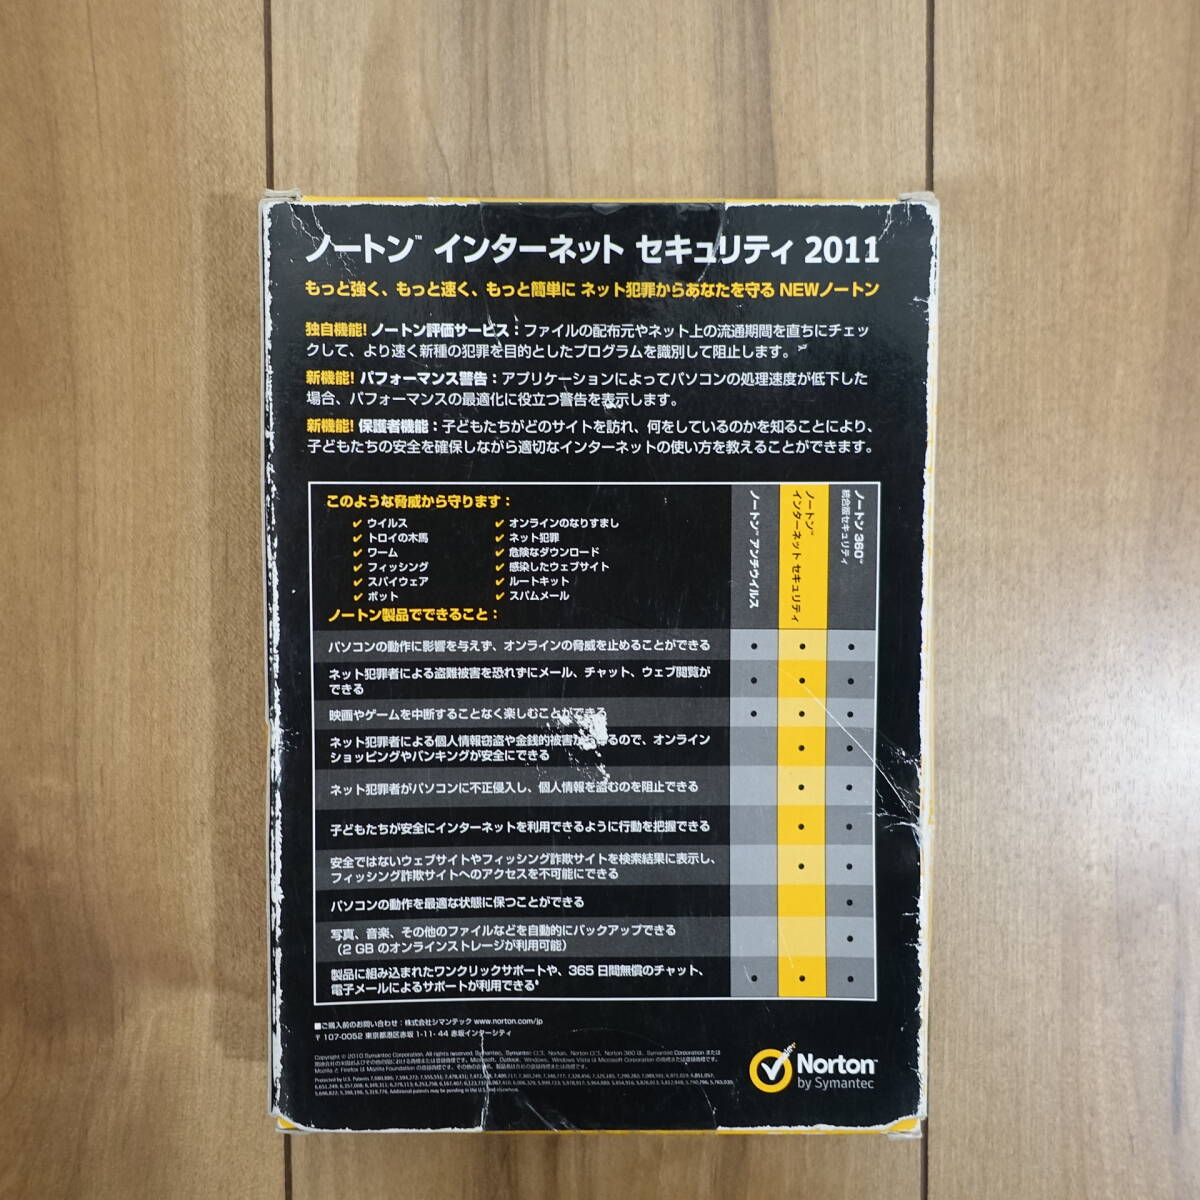 ノートン™ インターネット セキュリティ 2011
もっと強く、もっと速く、もっと簡単に ネット犯罪からあなたを守る NEWノートン
独自機能! ノートン評価サービス：ファイルの配布元やネット上の流通期間を直ちにチェッ
クして、より速く新種の犯罪を目的としたプログラムを識別して阻止します。
新機能! パフォーマンス警告：アプリケーションによってパソコンの処理速度が低下した
場合、パフォーマンスの最適化に役立つ警告を表示します。
新機能! 保護者機能：子どもたちがどのサイトを訪れ、何をしているのかを知ることにより、
子どもたちの安全を確保しながら適切なインターネットの使い方を教えることができます。
このような脅威から守ります：
✓ ウイルス
✓ トロイの木馬
✓ ワーム
✓ フィッシング
✓ スパイウェア
✓ ボット
✓ オンラインのなりすまし
✓ ネット犯罪
✓ 危険なダウンロード
✓ 感染したウェブサイト
✓ ルートキット
✓ スパムメール
ノートン™ アンチウイルス
ノートン™
インターネット セキュリティ
ノートン 360™
統合版セキュリティ
ノートン製品でできること：
パソコンの動作に影響を与えず、オンラインの脅威を止めることができる
ネット犯罪者による盗難被害を恐れずにメール、チャット、ウェブ閲覧が
できる
映画やゲームを中断することなく楽しむことができる
ネット犯罪者による個人情報窃盗や金銭的被害から守るので、オンライン
ショッピングやバンキングが安全にできる
ネット犯罪者がパソコンに不正侵入し、個人情報を盗むのを阻止できる
子どもたちが安全にインターネットを利用できるように行動を把握できる
安全ではないウェブサイトやフィッシング詐欺サイトを検索結果に表示し、
フィッシング詐欺サイトへのアクセスを不可能にできる
パソコンの動作を最適な状態に保つことができる
写真、音楽、その他のファイルなどを自動的にバックアップできる
（2 GB のオンラインストレージが利用可能）
製品に組み込まれたワンクリックサポートや、365 日間無償のチャット、
電子メールによるサポートが利用できる
■ご購入前のお問い合わせ：株式会社シマンテック www.norton.com/jp
〒107-0052 東京都港区赤坂 1-11-44 赤坂インターシティ
Copyright © 2010 Symantec Corporation. All rights reserved.
Norton™
by Symantec